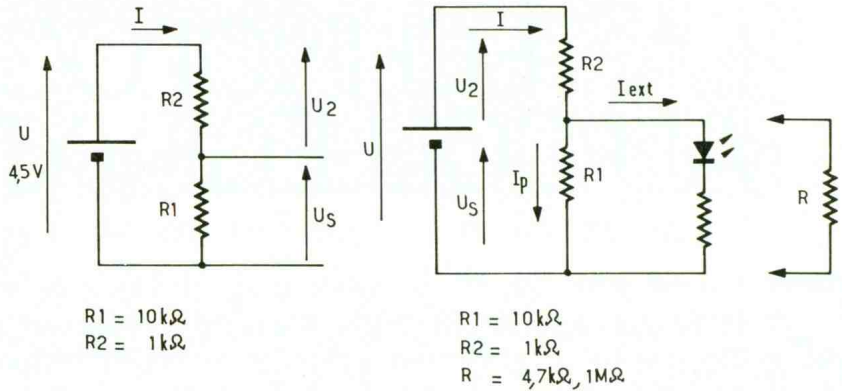 I
U
4,5V
R2
U2
R1
US
R1 = 10kΩ
R2 = 1kΩ
I
U
U2
R2
I ext
Ip
R1
US
R
R1 = 10kΩ
R2 = 1kΩ
R = 4,7kΩ, 1MΩ